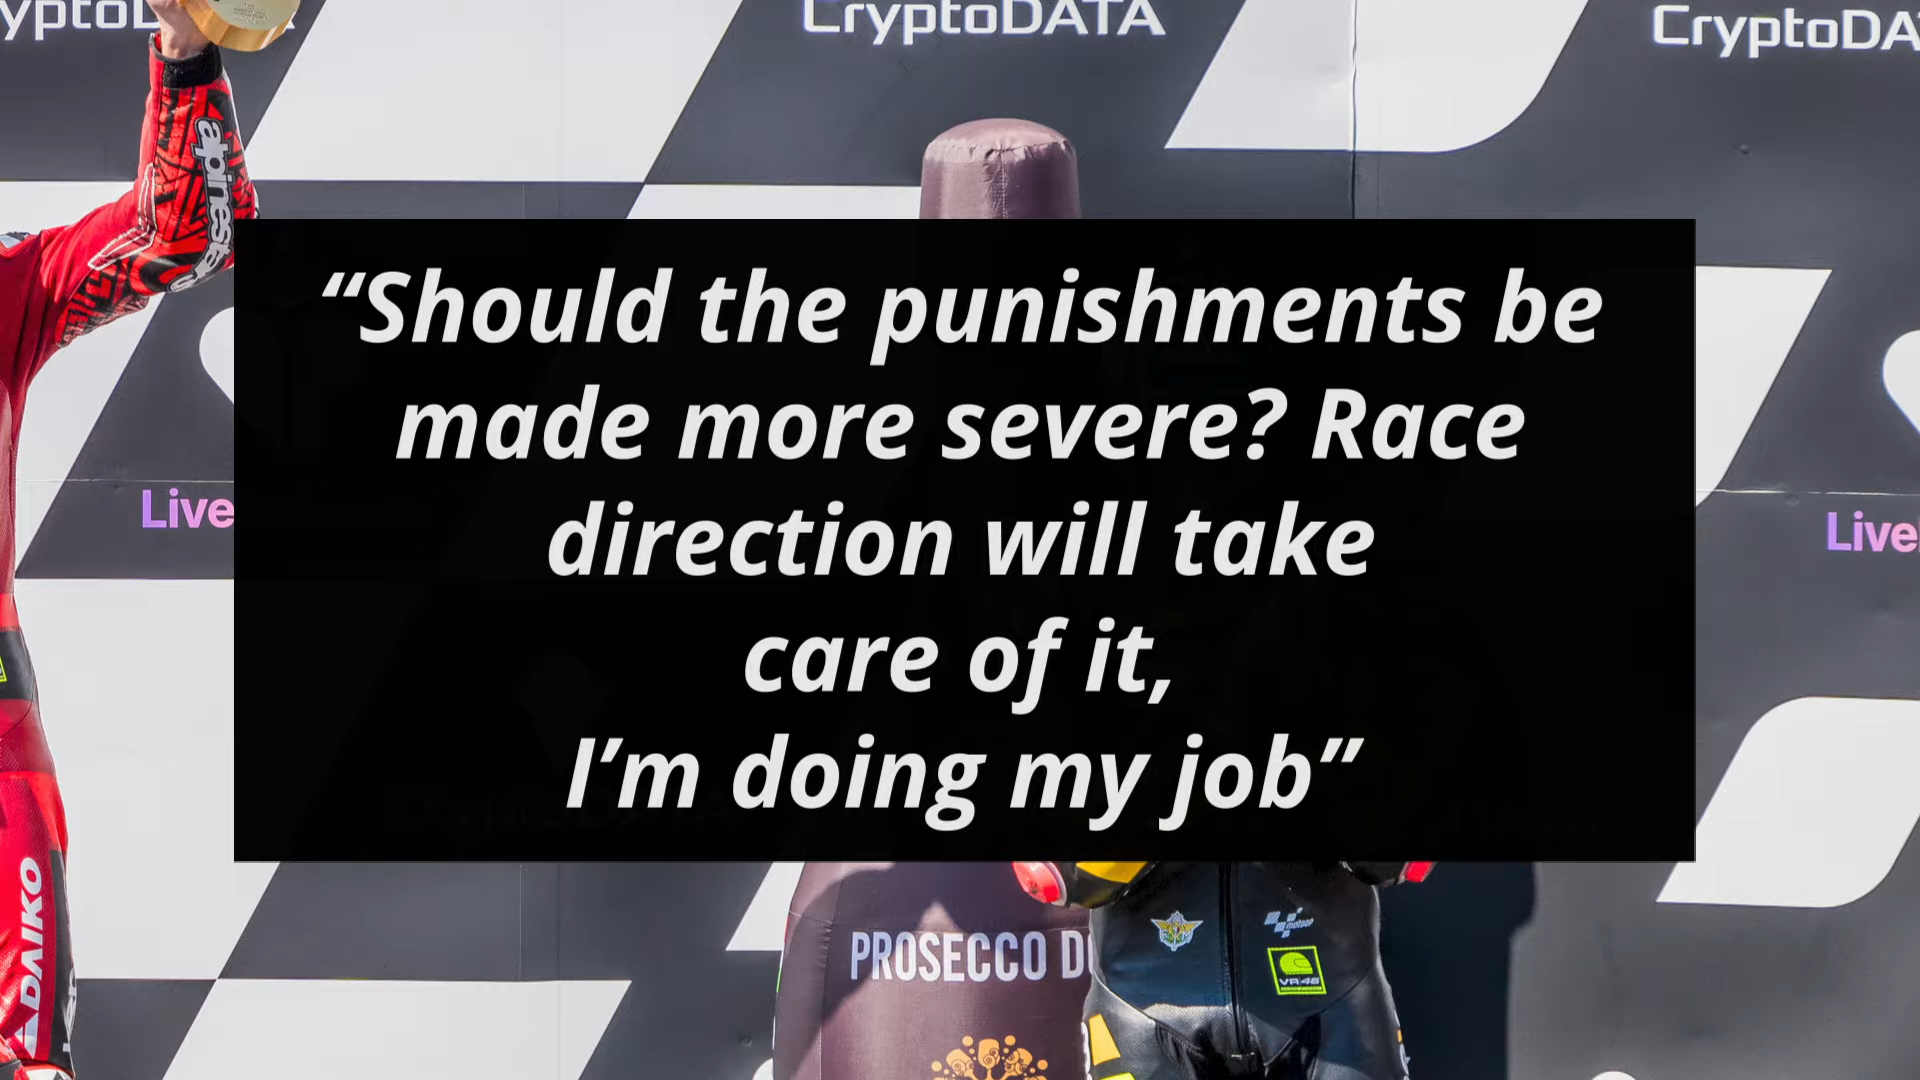 CryptoDATA
alpinestars
“Should the punishments be
made more severe? Race
direction will take
care of it,
I’m doing my job”
Live
Live
DAIKO
PROSECCO
VR46